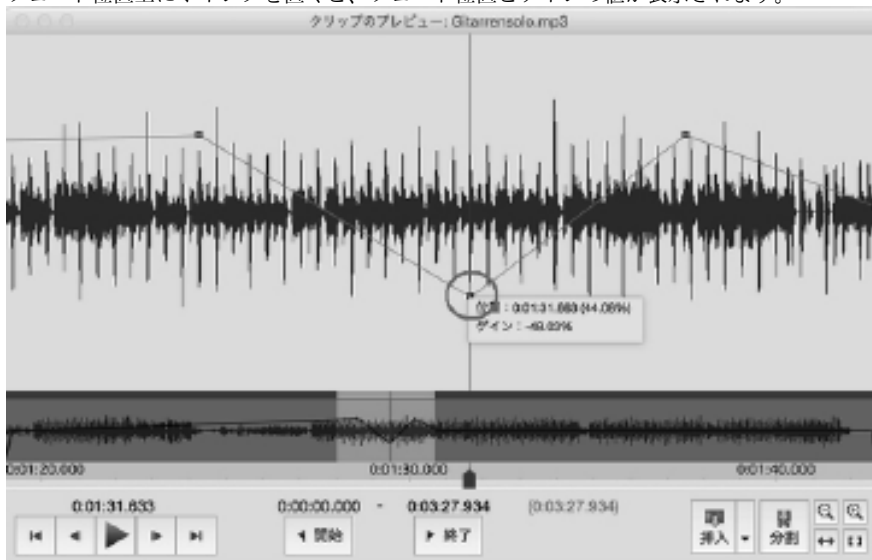 クリップのプレビュー: Gitarrensolo.mp3
位置：0:01:31.663 (44.06%)
ゲイン：-49.03%
0:01:20.000 0:01:30.000 0:01:40.000
0:01:31.633 0:00:00.000 - 0:03:27.934 [0:03:27.934]
開始 終了 挿入 分割